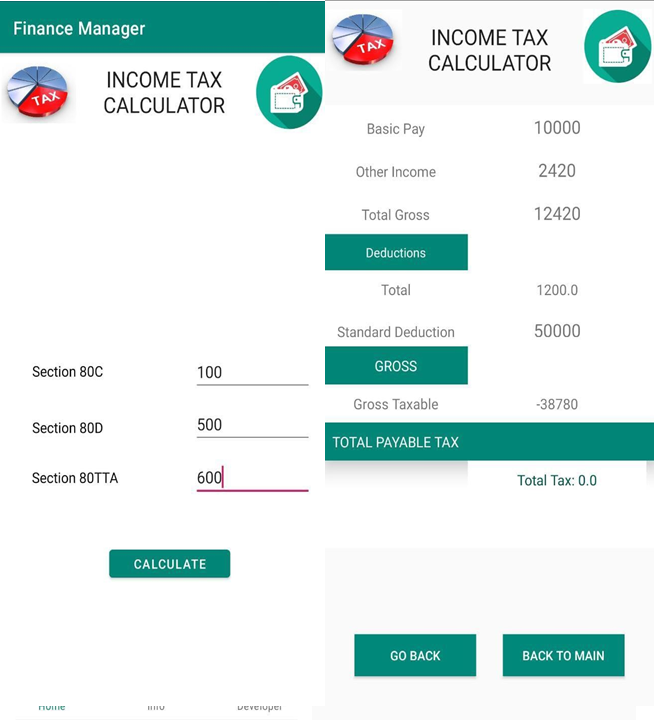 Finance Manager
TAX
INCOME TAX
CALCULATOR
Section 80C 100
Section 80D 500
Section 80TTA 600
CALCULATE
Home Info Developer
TAX
INCOME TAX
CALCULATOR
Basic Pay 10000
Other Income 2420
Total Gross 12420
Deductions
Total 1200.0
Standard Deduction 50000
GROSS
Gross Taxable -38780
TOTAL PAYABLE TAX
Total Tax: 0.0
GO BACK BACK TO MAIN